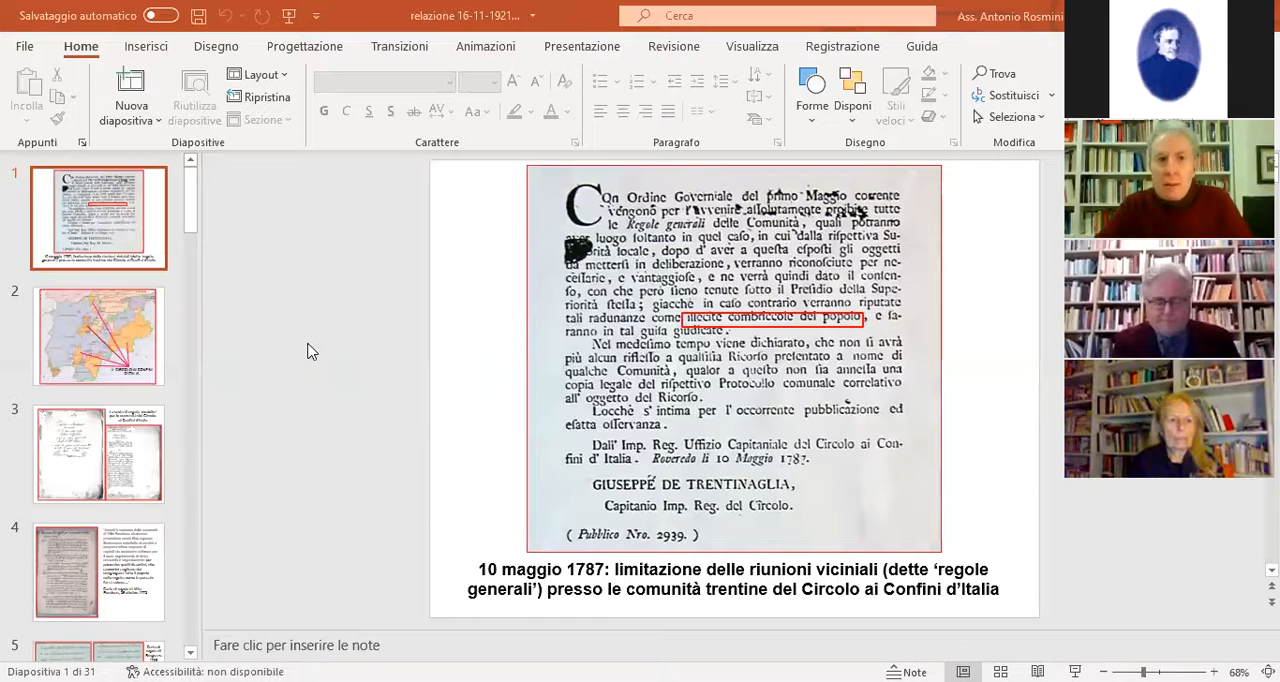 Salvataggio automatico
relazione 16-11-1921...
Cerca
Ass. Antonio Rosmini
File
Home
Inserisci
Disegno
Progettazione
Transizioni
Animazioni
Presentazione
Revisione
Visualizza
Registrazione
Guida
Incolla
Nuova
diapositiva
Riutilizza
diapositive
Layout
Ripristina
Sezione
G C S S ab AV Aa A
Forme
Disponi
Stili
veloci
Trova
Sostituisci
Seleziona
Appunti
Diapositive
Carattere
Paragrafo
Disegno
Modifica
1
2
3
4
5
COn Ordine Governiale del primo Maggio corrente
vengono per l'avvenire assolutamente proibite tutte
le Regole generali delle Comunità, quali potranno
aver luogo soltanto in quel caso, in cui dalla rispettiva Su-
orità locale, dopo d'aver a questa esposti gli oggetti
da mettersi in deliberazione, verranno riconosciute per ne-
cessarie, e vantaggiose, e ne verrà quindi dato il consen-
so, con che però sieno tenute sotto il Presidio della Supe-
riorità stessa; giacchè in caso contrario verranno riputate
tali radunanze come illecite combriccole del popolo, e sa-
ranno in tal guisa giudicate.
Nel medesimo tempo viene dichiarato, che non si avrà
più alcun riflesso a qualsisia Ricorso presentato a nome di
qualche Comunità, qualor a questo non sia annessa una
copia legale del rispettivo Protocollo comunale correlativo
all' oggetto del Ricorso.
Locchè s'intima per l'occorrente pubblicazione ed
esatta osservanza.
Dall' Imp. Reg. Uffizio Capitaniale del Circolo ai Con-
fini d' Italia. Roveredo li 10 Maggio 1787.
GIUSEPPE DE TRENTINAGLIA,
Capitanio Imp. Reg. del Circolo.
( Pubblico Nro. 2939. )
10 maggio 1787: limitazione delle riunioni viciniali (dette ‘regole
generali’) presso le comunità trentine del Circolo ai Confini d’Italia
Fare clic per inserire le note
Diapositiva 1 di 31
Accessibilità: non disponibile
Note
68%